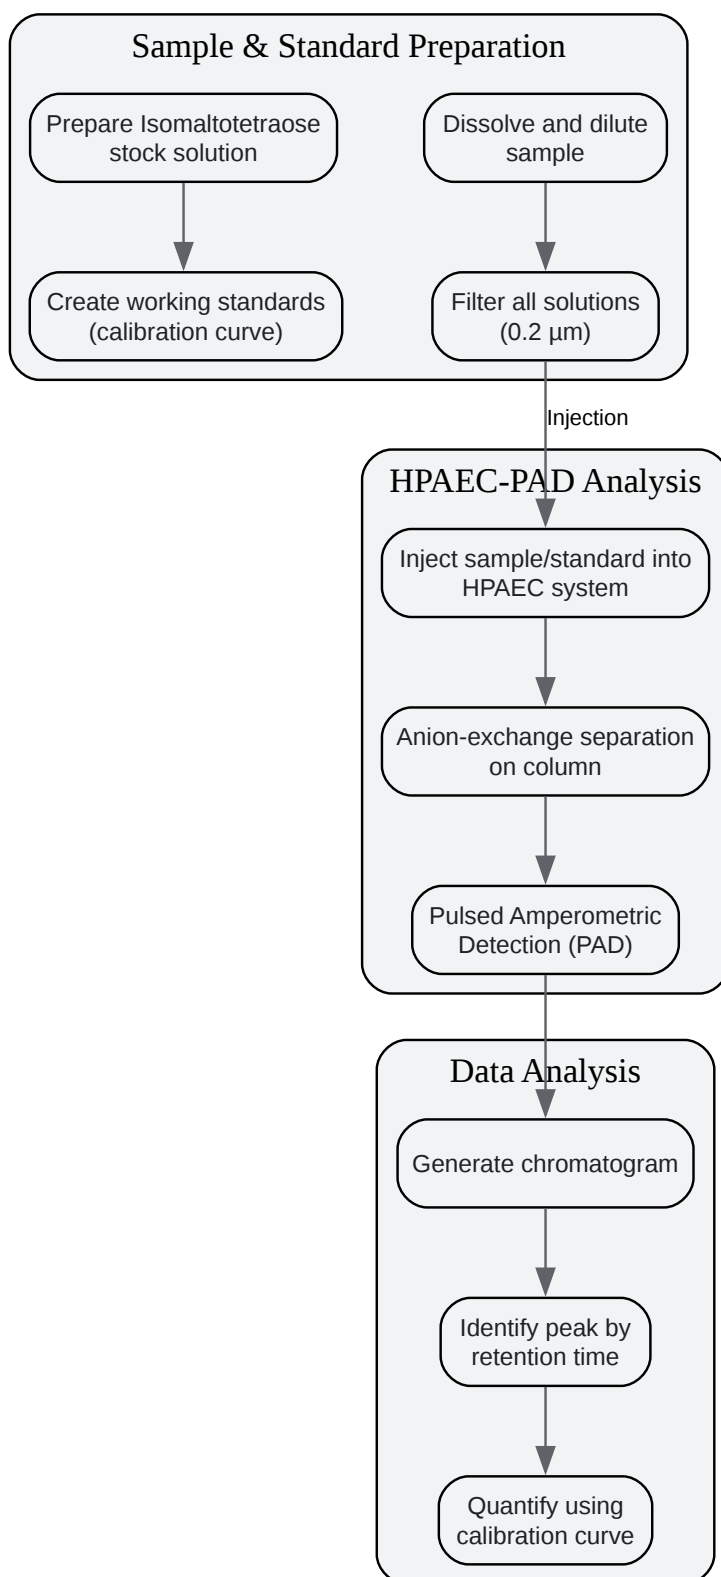 Sample & Standard Preparation
Prepare Isomaltotetraose
stock solution
Dissolve and dilute
sample
Create working standards
(calibration curve)
Filter all solutions
(0.2 µm)
Injection
HPAEC-PAD Analysis
Inject sample/standard into
HPAEC system
Anion-exchange separation
on column
Pulsed Amperometric
Detection (PAD)
Data Analysis
Generate chromatogram
Identify peak by
retention time
Quantify using
calibration curve